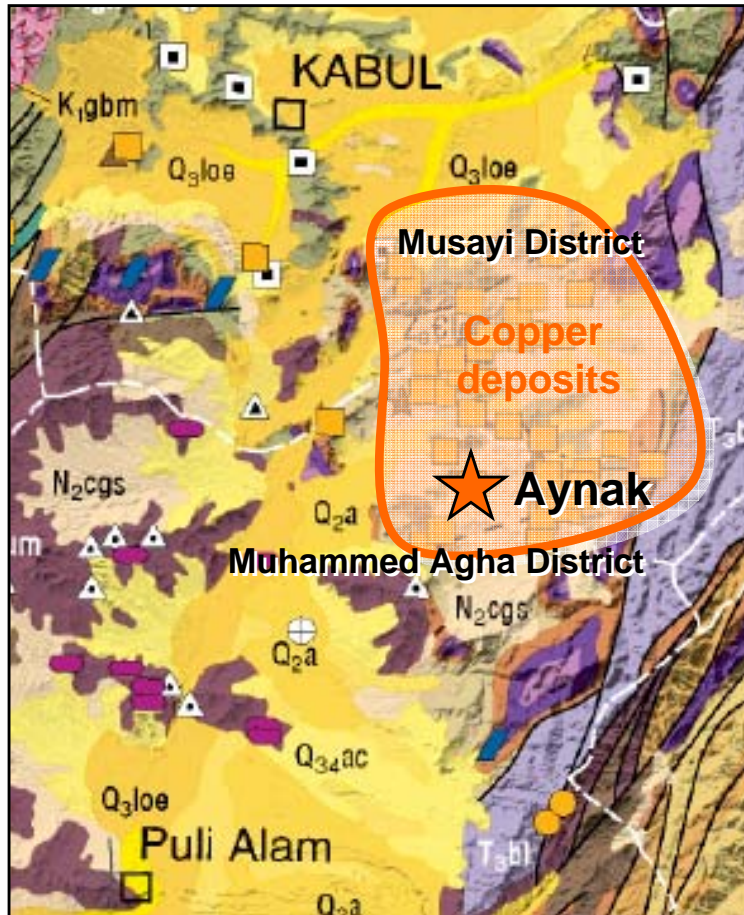 KABUL
K₁gbm
Q₃loe
Q₃loe
Musayi District
Copper
deposits
Aynak
N₂cgs
Q₂a
Muhammed Agha District
N₂cgs
Q₂a
Q₃₄ac
Q₃loe
Puli Alam
T₃bl